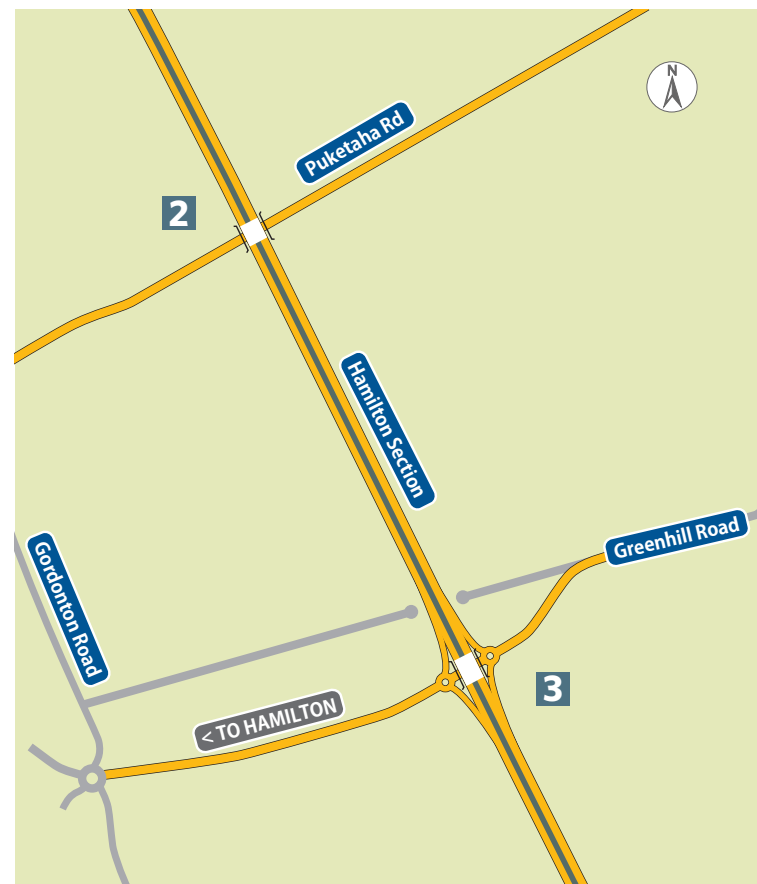 N
Puketaha Rd
2
Hamilton Section
Greenhill Road
Gordonton Road
3
< TO HAMILTON